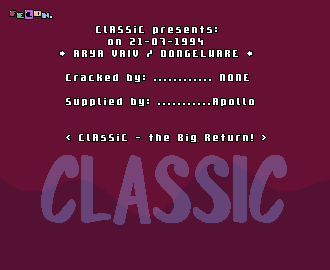 ClASSiC presents:
on 21-07-1994
* ARYA VAIV / DONGELWARE *
Cracked by: ............ NONE
Supplied by: ...........Apollo
< ClASSiC - the Big Return! >
CLASSIC